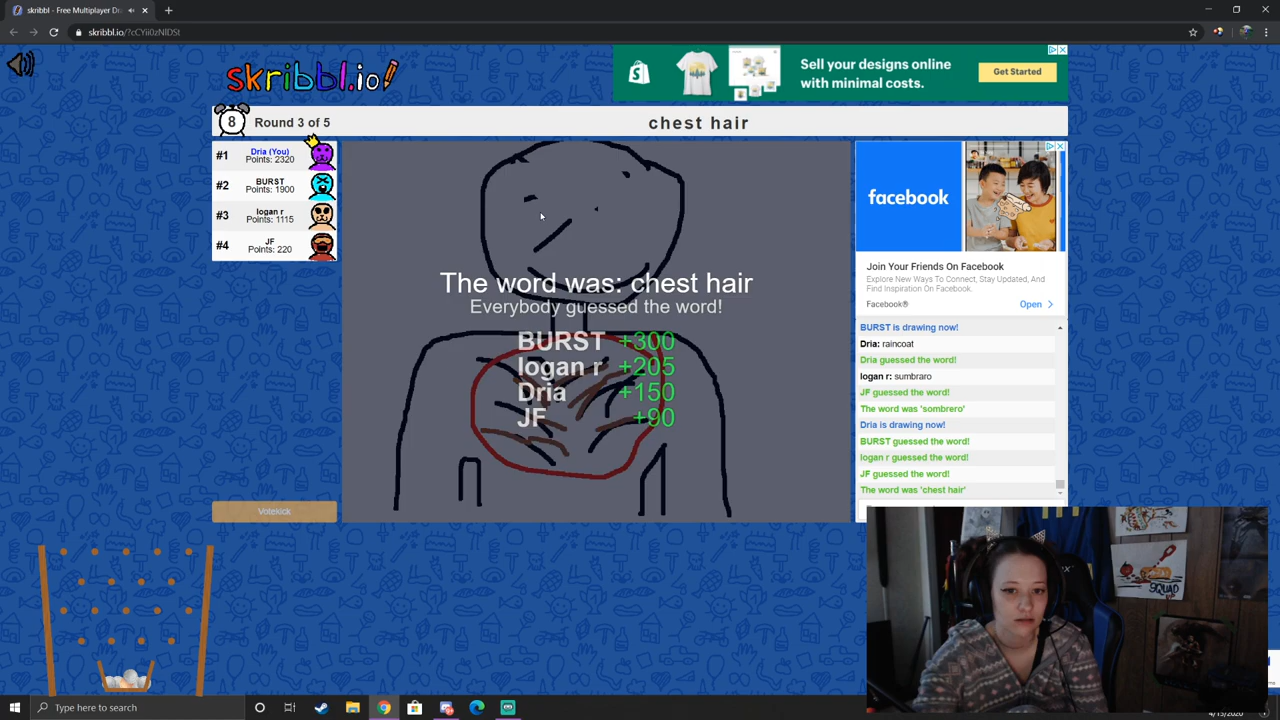 skribbl - Free Multiplayer Dr
skribbl.io/?cCYii0zNlDSt
skribbl.io!
Sell your designs online
with minimal costs.
Get Started
8
Round 3 of 5
chest hair
#1
Dria (You)
Points: 2320
#2
BURST
Points: 1900
#3
logan r
Points: 1115
#4
JF
Points: 220
The word was: chest hair
Everybody guessed the word!
BURST +300
logan r +205
Dria +150
JF +90
facebook
Join Your Friends On Facebook
Explore New Ways To Connect, Stay Updated, And
Find Inspiration On Facebook.
Facebook®
Open
BURST is drawing now!
Dria: raincoat
Dria guessed the word!
logan r: sumbraro
JF guessed the word!
The word was 'sombrero'
Dria is drawing now!
BURST guessed the word!
logan r guessed the word!
JF guessed the word!
The word was 'chest hair'
Votekick
SQUAD
Type here to search
4/13/2020